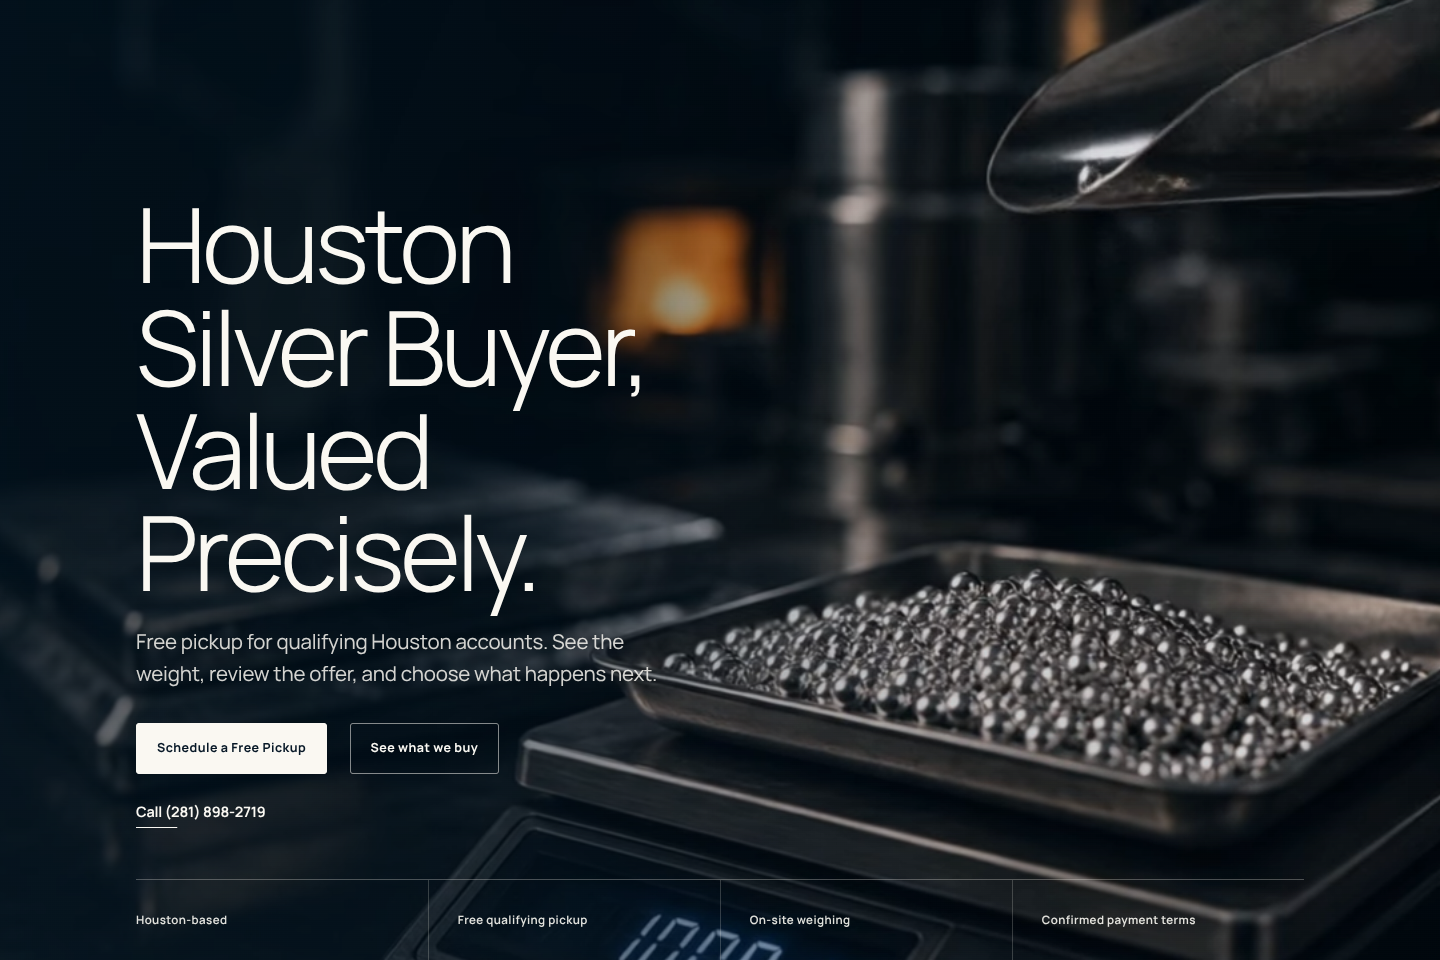 Houston
Silver Buyer,
Valued
Precisely.
Free pickup for qualifying Houston accounts. See the
weight, review the offer, and choose what happens next.
Schedule a Free Pickup
See what we buy
Call (281) 898-2719
Houston-based
Free qualifying pickup
On-site weighing
Confirmed payment terms